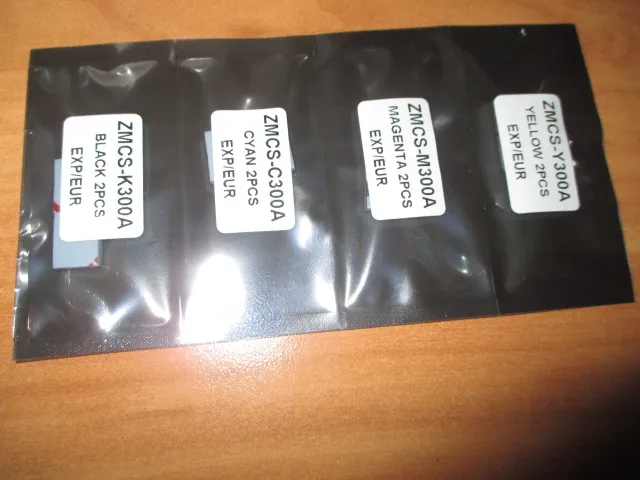 ZMCS-K300A
BLACK 2PCS
EXP/EUR
ZMCS-C300A
CYAN 2PCS
EXP/EUR
ZMCS-M300A
MAGENTA 2PCS
EXP/EUR
ZMCS-Y300A
YELLOW 2PCS
EXP/EUR